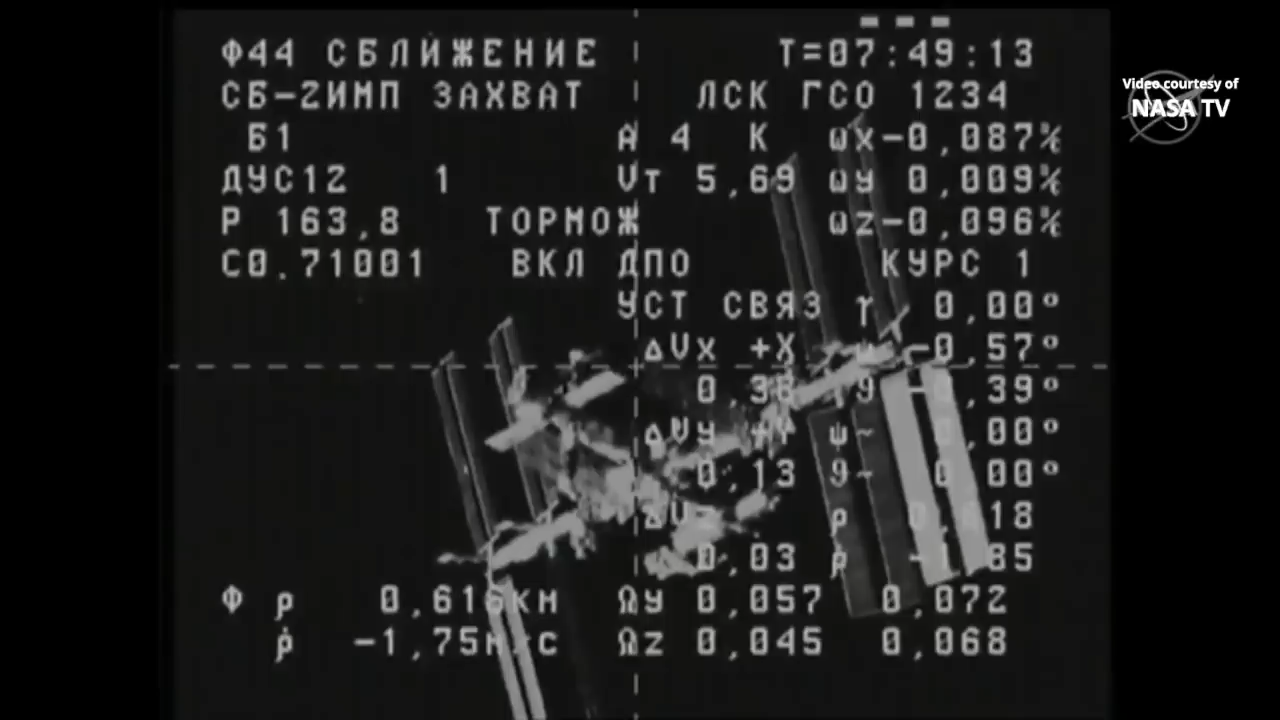 Ф44 СБЛИЖЕНИЕ T=07:49:13
СБ-2ИМП ЗАХВАТ ЛСК ГСО 1234
Б1 А 4 К ωx-0,087%
ДУС12 1 Vт 5,69 ωy 0,009%
Р 163,8 ТОРМОЖ ωz-0,096%
С0.71001 ВКЛ ДПО КУРС 1
УСТ СВЯЗ γ 0,00°
ΔVx +X -0,57°
0,38 ,39°
ΔVy +Y ψ~ ,00°
0,13 ϑ~ 0,00°
ρ 18
0,03 ρ 85
Ф ρ 0,616км Ωy 0,057 0,072
ρ̇ -1,75м/с Ωz 0,045 0,068
Video courtesy of
NASA TV